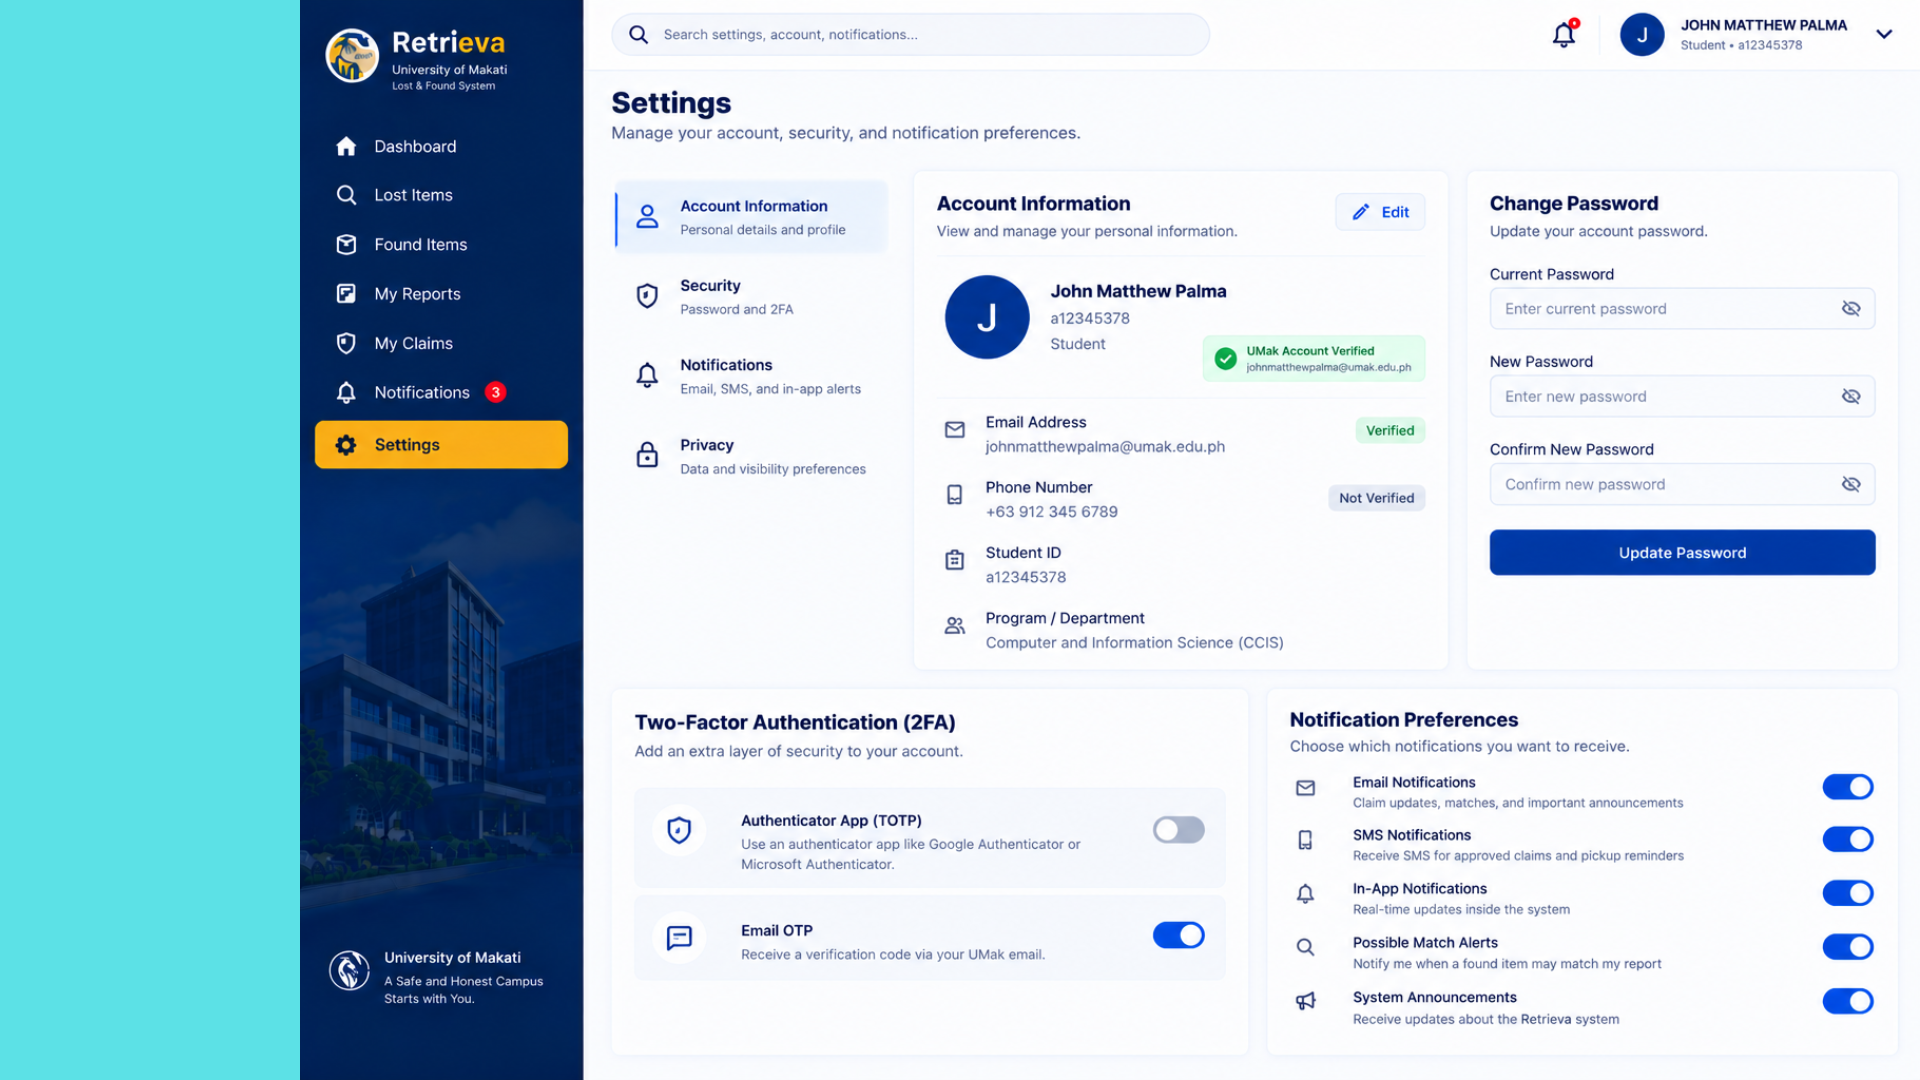 Retrieva
University of Makati
Lost & Found System
Dashboard
Lost Items
Found Items
My Reports
My Claims
Notifications 3
Settings
University of Makati
A Safe and Honest Campus
Starts with You.
Search settings, account, notifications...
J
JOHN MATTHEW PALMA
Student • a12345378
Settings
Manage your account, security, and notification preferences.
Account Information
Personal details and profile
Security
Password and 2FA
Notifications
Email, SMS, and in-app alerts
Privacy
Data and visibility preferences
Account Information
View and manage your personal information.
Edit
J
John Matthew Palma
a12345378
Student
UMak Account Verified
johnmatthewpalma@umak.edu.ph
Email Address
johnmatthewpalma@umak.edu.ph
Verified
Phone Number
+63 912 345 6789
Not Verified
Student ID
a12345378
Program / Department
Computer and Information Science (CCIS)
Change Password
Update your account password.
Current Password
Enter current password
New Password
Enter new password
Confirm New Password
Confirm new password
Update Password
Two-Factor Authentication (2FA)
Add an extra layer of security to your account.
Authenticator App (TOTP)
Use an authenticator app like Google Authenticator or
Microsoft Authenticator.
Email OTP
Receive a verification code via your UMak email.
Notification Preferences
Choose which notifications you want to receive.
Email Notifications
Claim updates, matches, and important announcements
SMS Notifications
Receive SMS for approved claims and pickup reminders
In-App Notifications
Real-time updates inside the system
Possible Match Alerts
Notify me when a found item may match my report
System Announcements
Receive updates about the Retrieva system